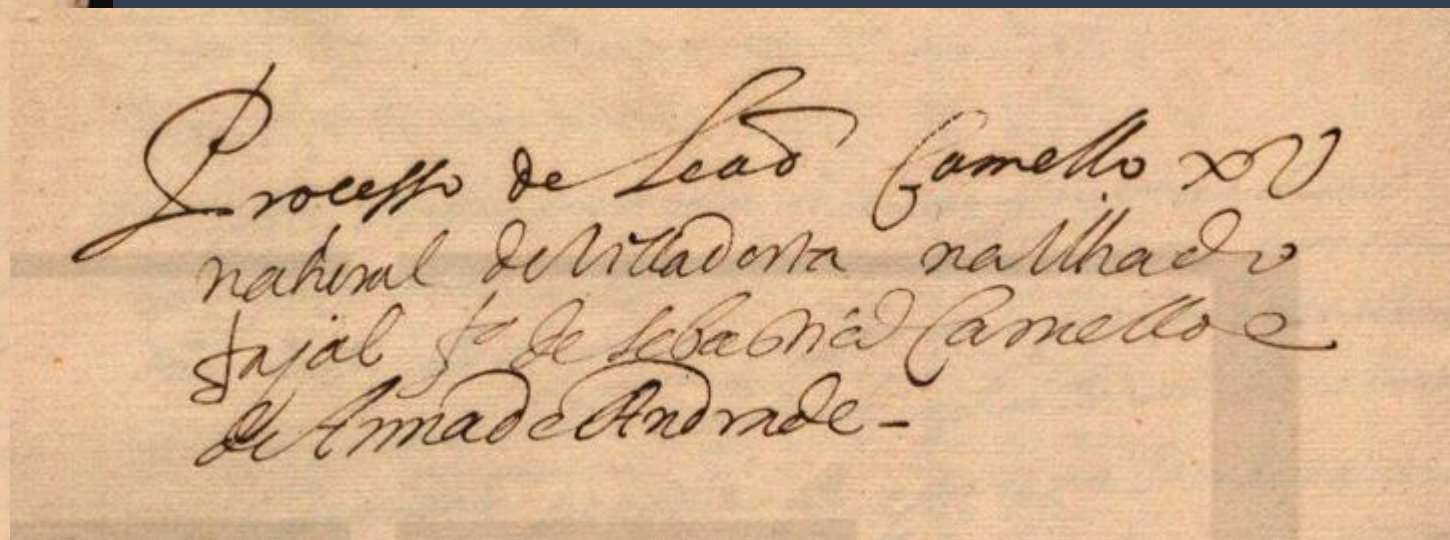 Processo de Leaõ Camello xv
natural de Villa dorta na Ilha do
fajal f.º de sebastiaõ Camello e
de Anna de Andrade -